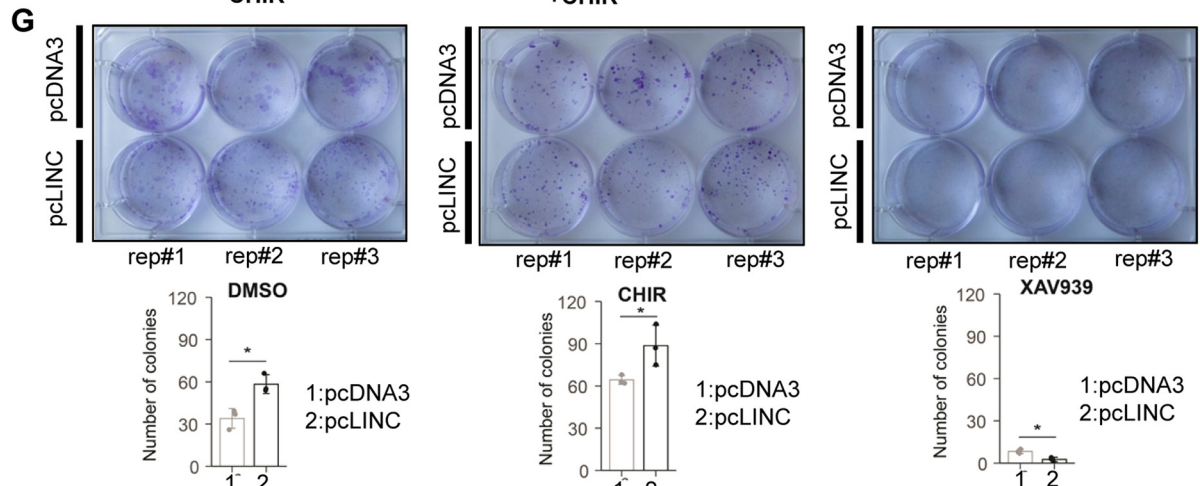 G
pcDNA3
pcLINC
rep#1 rep#2 rep#3
pcDNA3
pcLINC
rep#1 rep#2 rep#3
pcDNA3
pcLINC
rep#1 rep#2 rep#3
DMSO
Number of colonies
120
90
60
30
0
*
1 2
1:pcDNA3
2:pcLINC
CHIR
Number of colonies
120
90
60
30
0
*
1:pcDNA3
2:pcLINC
XAV939
Number of colonies
120
90
60
30
0
*
1 2
1:pcDNA3
2:pcLINC